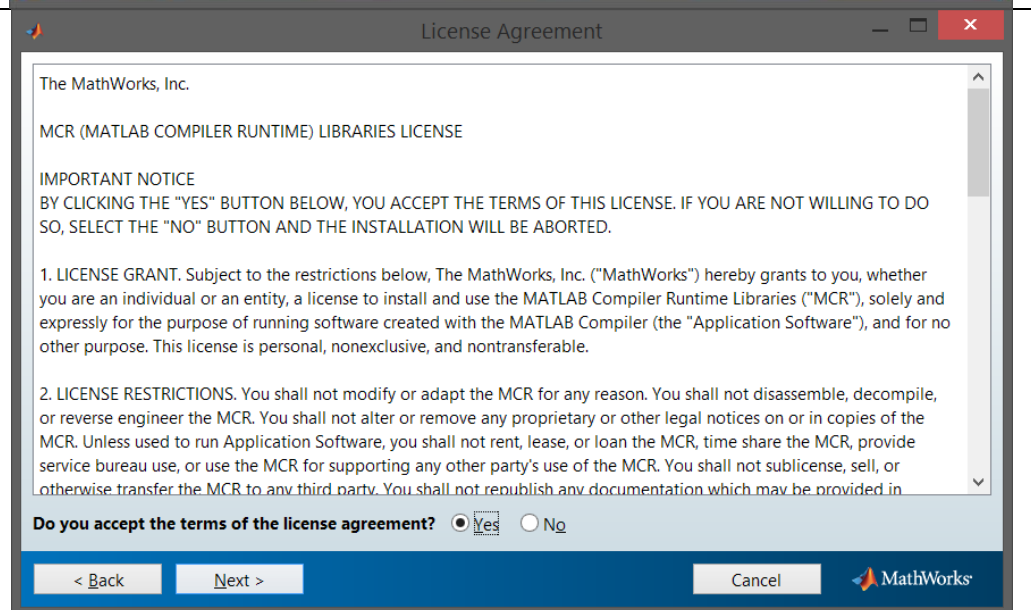 License Agreement
The MathWorks, Inc.
MCR (MATLAB COMPILER RUNTIME) LIBRARIES LICENSE
IMPORTANT NOTICE
BY CLICKING THE "YES" BUTTON BELOW, YOU ACCEPT THE TERMS OF THIS LICENSE. IF YOU ARE NOT WILLING TO DO
SO, SELECT THE "NO" BUTTON AND THE INSTALLATION WILL BE ABORTED.
1. LICENSE GRANT. Subject to the restrictions below, The MathWorks, Inc. ("MathWorks") hereby grants to you, whether
you are an individual or an entity, a license to install and use the MATLAB Compiler Runtime Libraries ("MCR"), solely and
expressly for the purpose of running software created with the MATLAB Compiler (the "Application Software"), and for no
other purpose. This license is personal, nonexclusive, and nontransferable.
2. LICENSE RESTRICTIONS. You shall not modify or adapt the MCR for any reason. You shall not disassemble, decompile,
or reverse engineer the MCR. You shall not alter or remove any proprietary or other legal notices on or in copies of the
MCR. Unless used to run Application Software, you shall not rent, lease, or loan the MCR, time share the MCR, provide
service bureau use, or use the MCR for supporting any other party's use of the MCR. You shall not sublicense, sell, or
otherwise transfer the MCR to any third party. You shall not republish any documentation which may be provided in
Do you accept the terms of the license agreement? Yes No
< Back Next > Cancel MathWorks